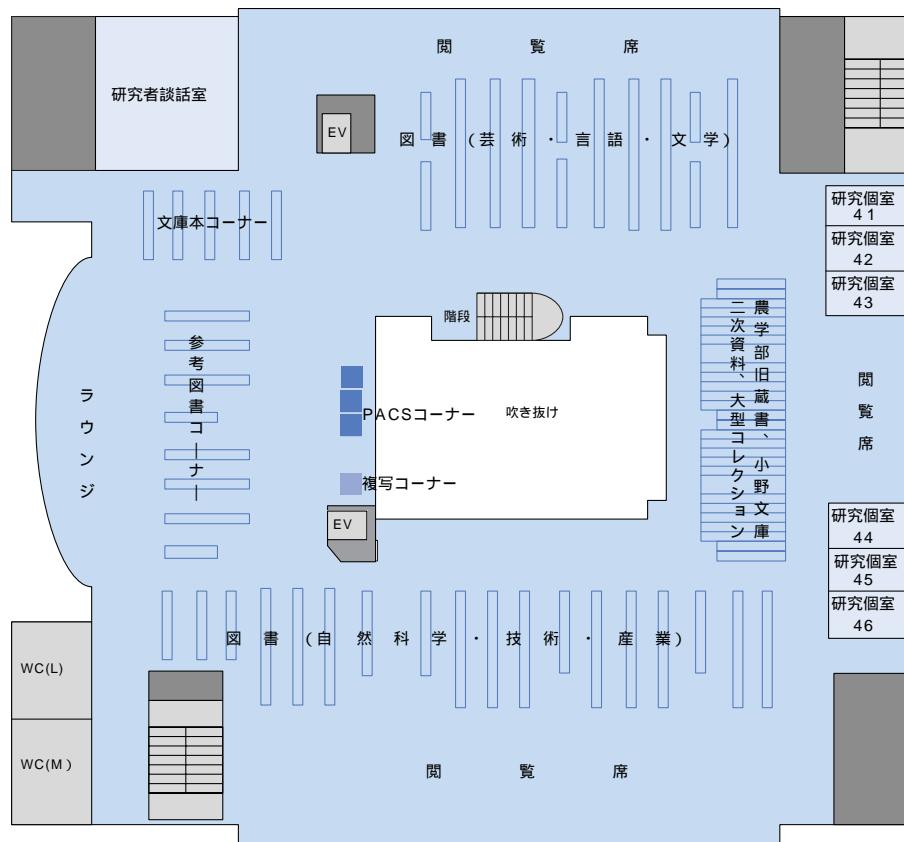 閲覧席
研究者談話室
EV
図書(芸術・言語・文学)
研究個室
41
研究個室
42
研究個室
43
文庫本コーナー
階段
農学部旧蔵書、小野文庫
二次資料、大型コレクション
参考図書コーナー
ラウンジ
閲覧席
PACSコーナー
吹き抜け
複写コーナー
EV
研究個室
44
研究個室
45
研究個室
46
図書(自然科学・技術・産業)
WC(L)
WC(M)
閲覧席